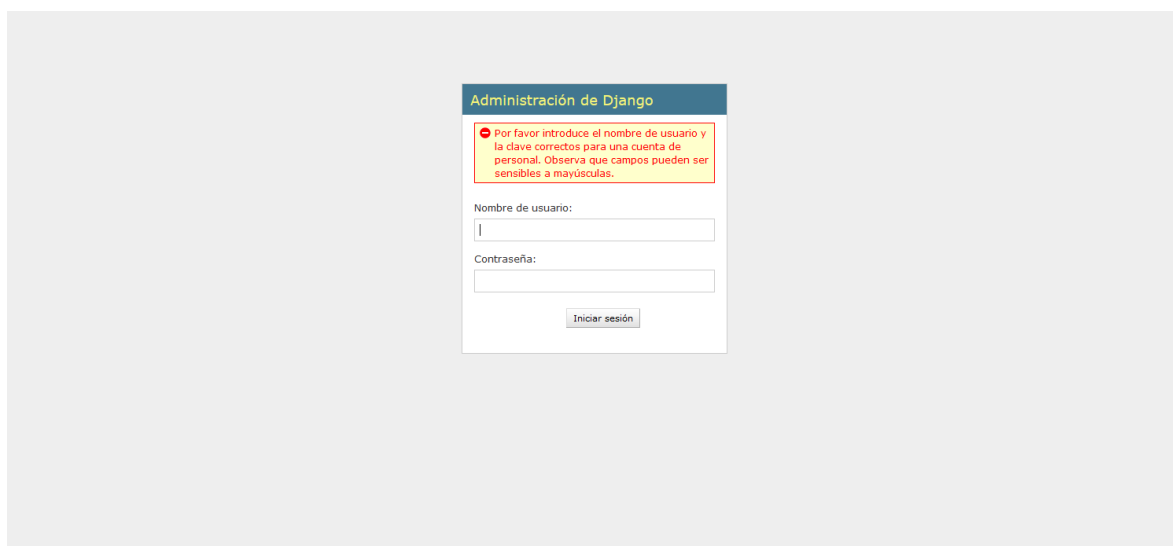 Administración de Django
Por favor introduce el nombre de usuario y
la clave correctos para una cuenta de
personal. Observa que campos pueden ser
sensibles a mayúsculas.
Nombre de usuario:
Contraseña:
Iniciar sesión